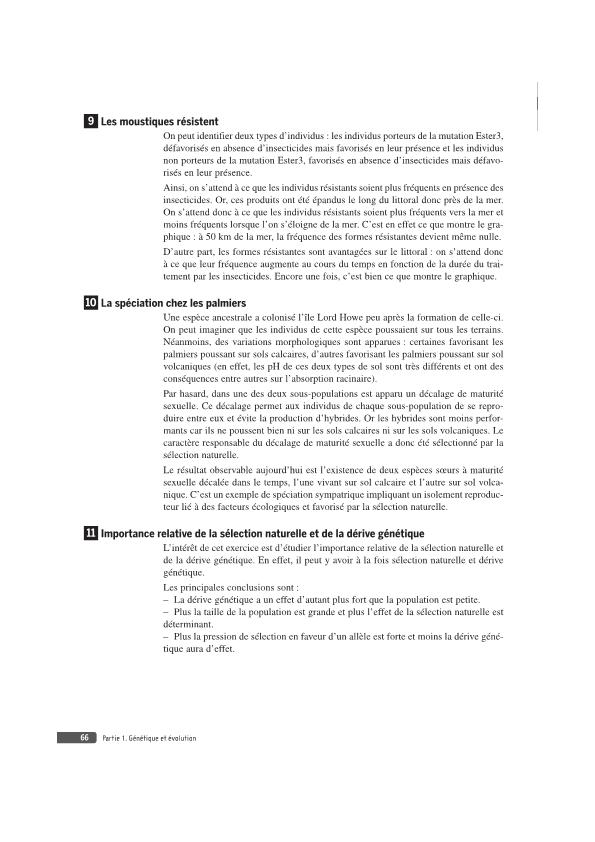 9 Les moustiques résistent
On peut identifier deux types d'individus : les individus porteurs de la mutation Ester3,
défavorisés en absence d'insecticides mais favorisés en leur présence et les individus
non porteurs de la mutation Ester3, favorisés en absence d'insecticides mais défavo-
risés en leur présence.
Ainsi, on s'attend à ce que les individus résistants soient plus fréquents en présence des
insecticides. Or, ces produits ont été épandus le long du littoral donc près de la mer.
On s'attend donc à ce que les individus résistants soient plus fréquents vers la mer et
moins fréquents lorsque l'on s'éloigne de la mer. C'est en effet ce que montre le gra-
phique : à 50 km de la mer, la fréquence des formes résistantes devient même nulle.
D'autre part, les formes résistantes sont avantagées sur le littoral : on s'attend donc
à ce que leur fréquence augmente au cours du temps en fonction de la durée du trai-
tement par les insecticides. Encore une fois, c'est bien ce que montre le graphique.
10 La spéciation chez les palmiers
Une espèce ancestrale a colonisé l'île Lord Howe peu après la formation de celle-ci.
On peut imaginer que les individus de cette espèce poussaient sur tous les terrains.
Néanmoins, des variations morphologiques sont apparues : certaines favorisant les
palmiers poussant sur sols calcaires, d'autres favorisant les palmiers poussant sur sol
volcaniques (en effet, les pH de ces deux types de sol sont très différents et ont des
conséquences entre autres sur l'absorption racinaire).
Par hasard, dans une des deux sous-populations est apparu un décalage de maturité
sexuelle. Ce décalage permet aux individus de chaque sous-population de se repro-
duire entre eux et évite la production d'hybrides. Or les hybrides sont moins perfor-
mants car ils ne poussent bien ni sur les sols calcaires ni sur les sols volcaniques. Le
caractère responsable du décalage de maturité sexuelle a donc été sélectionné par la
sélection naturelle.
Le résultat observable aujourd'hui est l'existence de deux espèces sœurs à maturité
sexuelle décalée dans le temps, l'une vivant sur sol calcaire et l'autre sur sol volca-
nique. C'est un exemple de spéciation sympatrique impliquant un isolement reproduc-
teur lié à des facteurs écologiques et favorisé par la sélection naturelle.
11 Importance relative de la sélection naturelle et de la dérive génétique
L'intérêt de cet exercice est d'étudier l'importance relative de la sélection naturelle et
de la dérive génétique. En effet, il peut y avoir à la fois sélection naturelle et dérive
génétique.
Les principales conclusions sont :
– La dérive génétique a un effet d'autant plus fort que la population est petite.
– Plus la taille de la population est grande et plus l'effet de la sélection naturelle est
déterminant.
– Plus la pression de sélection en faveur d'un allèle est forte et moins la dérive géné-
tique aura d'effet.
66 Partie 1. Génétique et évolution